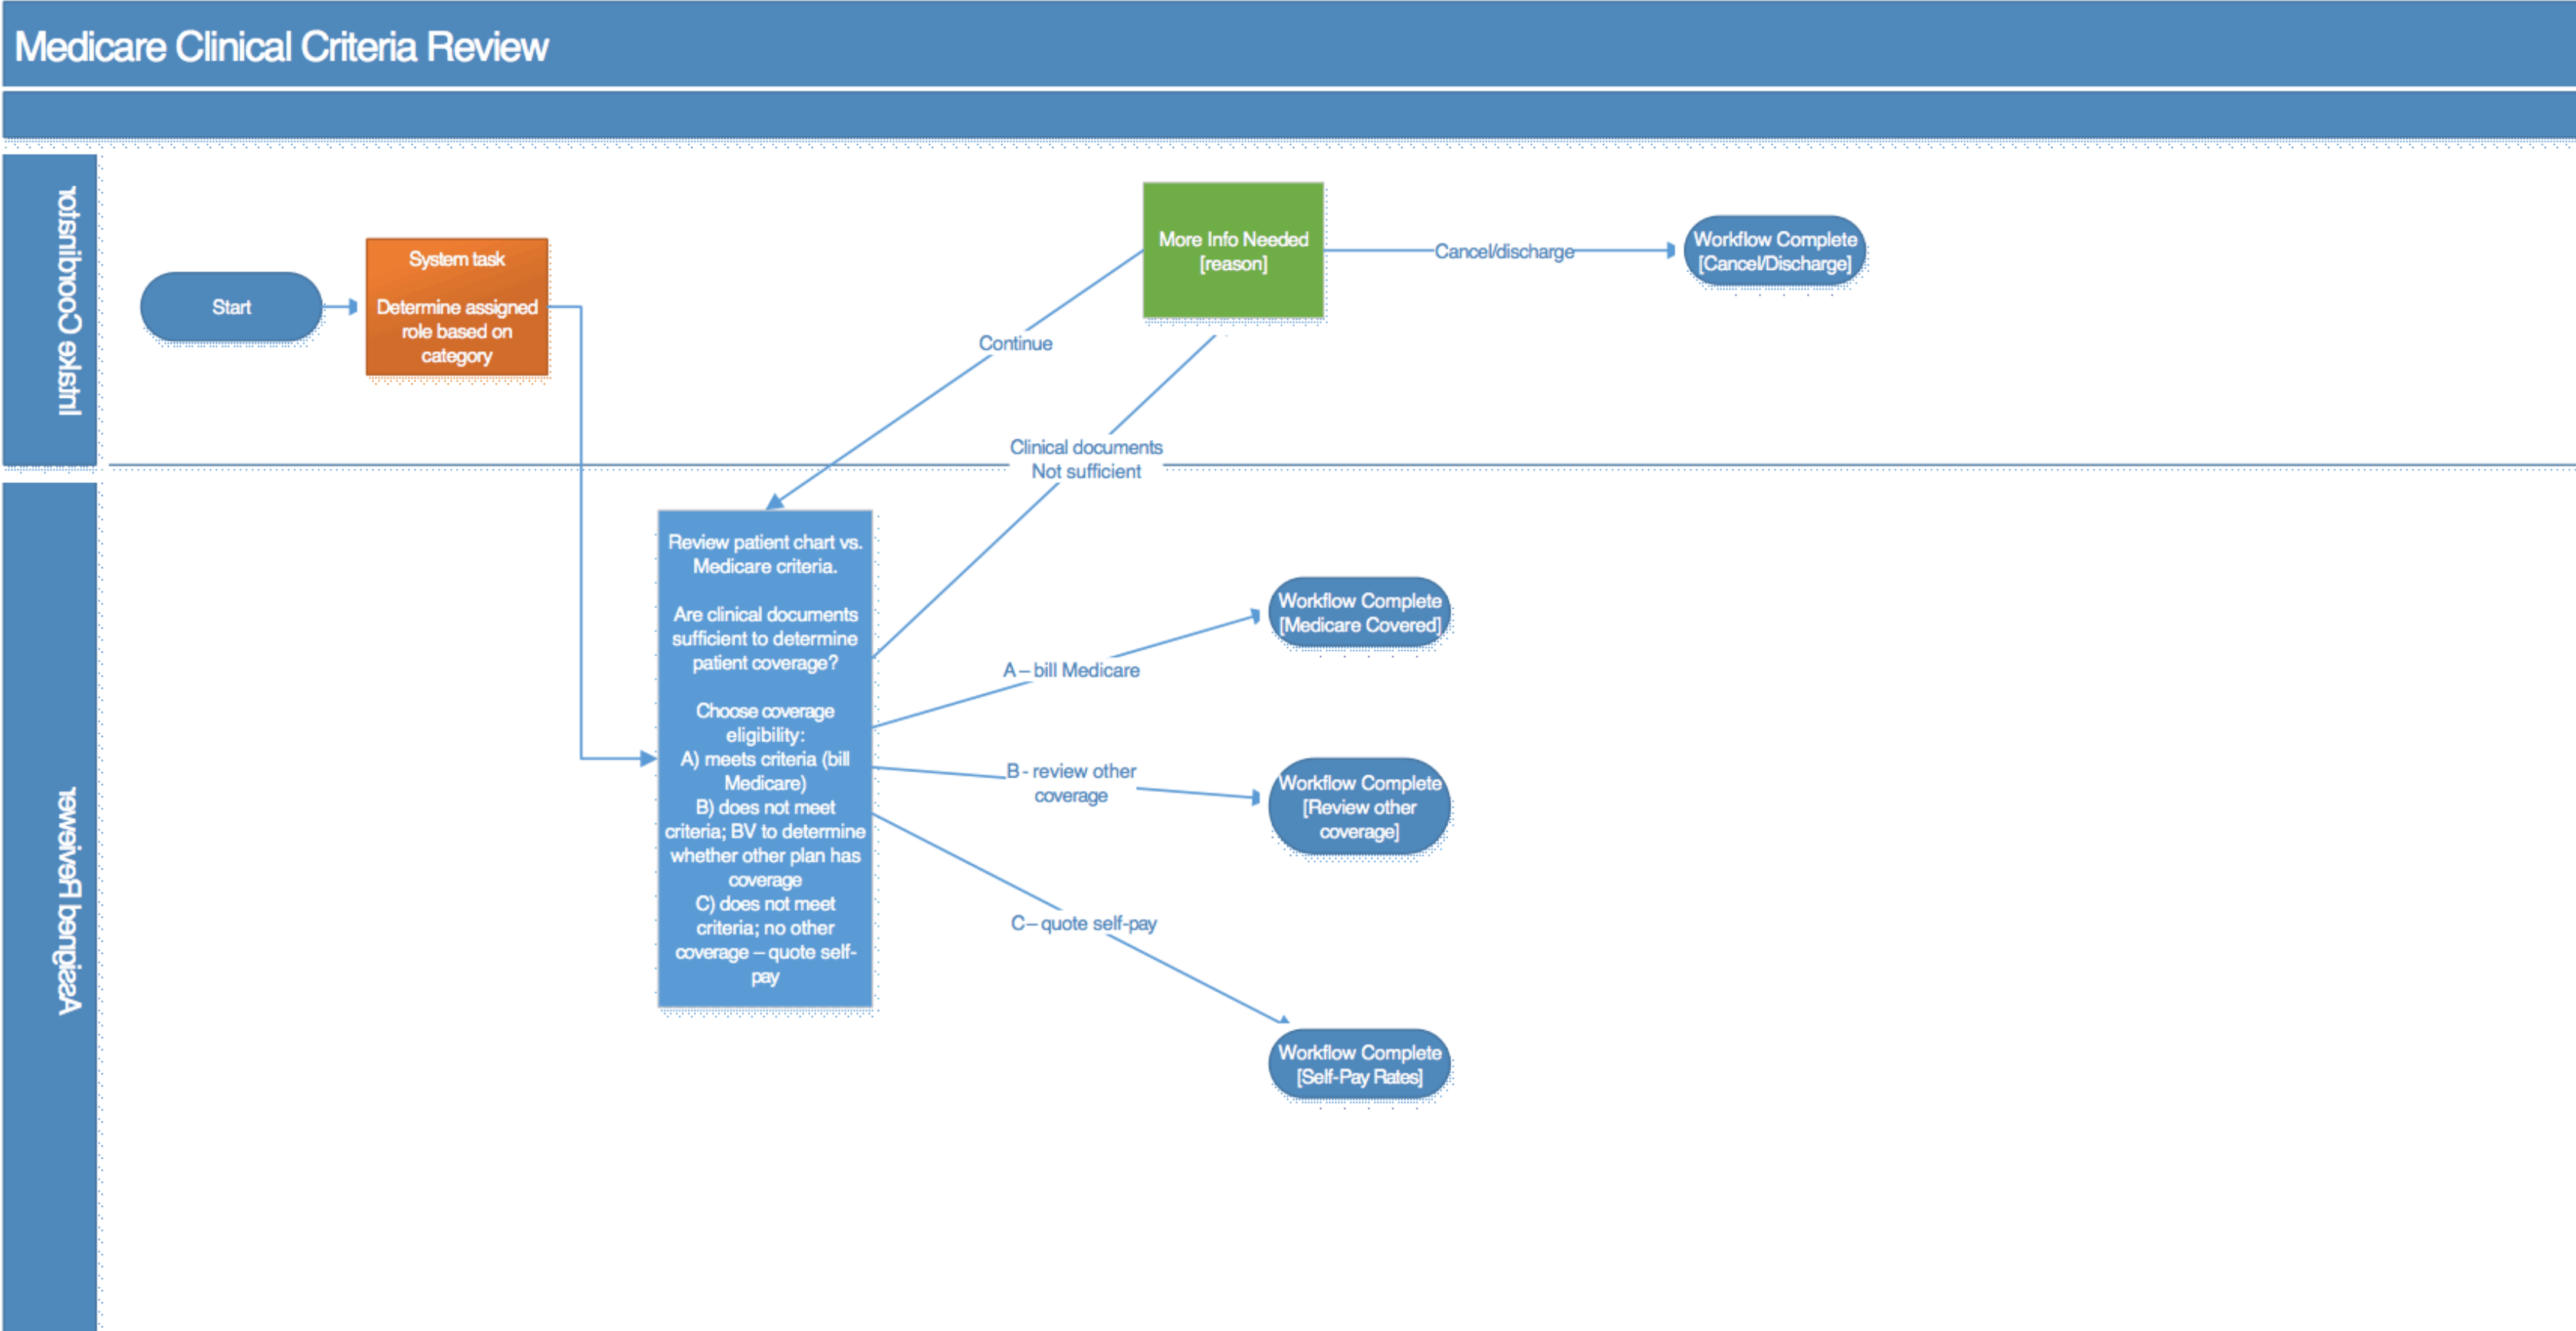 Medicare Clinical Criteria Review
Intake Coordinator
Start
System task
Determine assigned
role based on
category
More Info Needed
[reason]
Cancel/discharge
Workflow Complete
[Cancel/Discharge]
Continue
Clinical documents
Not sufficient
Assigned Reviewer
Review patient chart vs.
Medicare criteria.
Are clinical documents
sufficient to determine
patient coverage?
Choose coverage
eligibility:
A) meets criteria (bill
Medicare)
B) does not meet
criteria; BV to determine
whether other plan has
coverage
C) does not meet
criteria; no other
coverage – quote self-
pay
A – bill Medicare
Workflow Complete
[Medicare Covered]
B - review other
coverage
Workflow Complete
[Review other
coverage]
C – quote self-pay
Workflow Complete
[Self-Pay Rates]